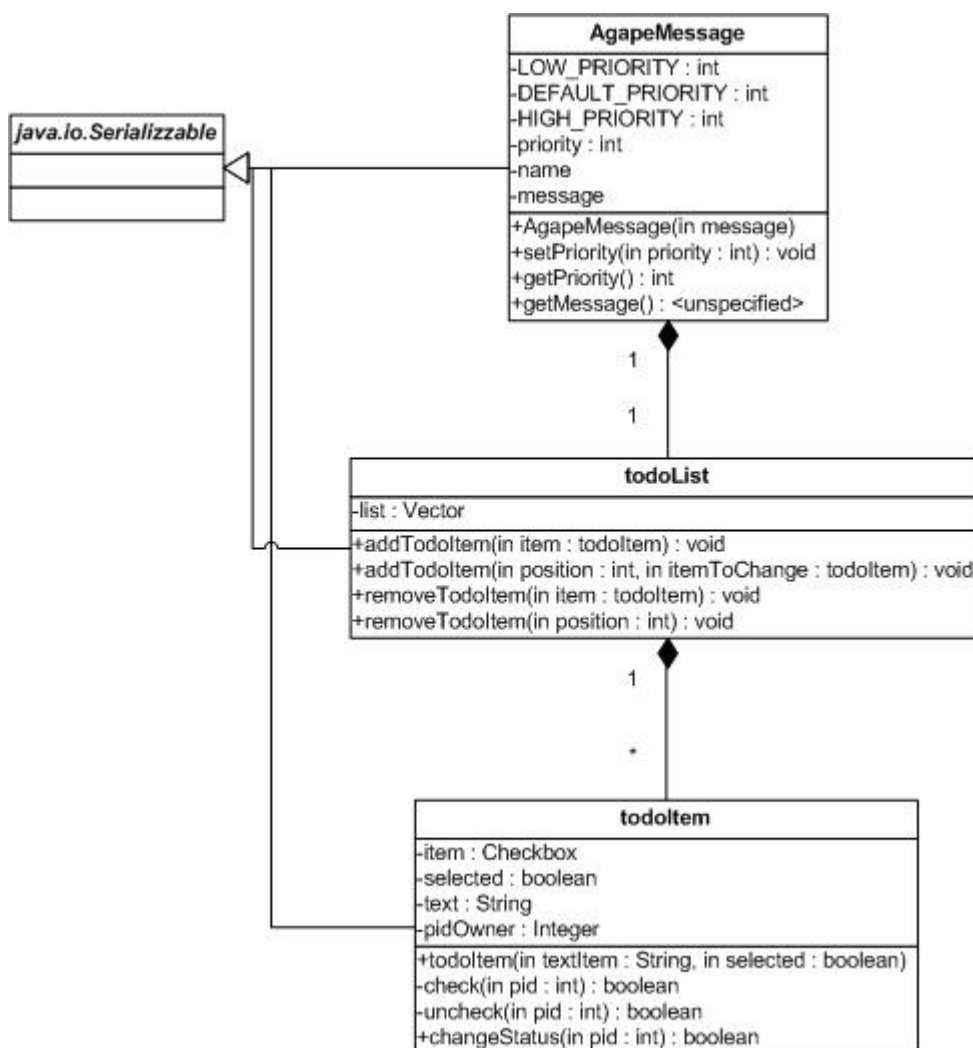 AgapeMessage
-LOW_PRIORITY : int
-DEFAULT_PRIORITY : int
-HIGH_PRIORITY : int
-priority : int
-name
-message
+AgapeMessage(in message)
+setPriority(in priority : int) : void
+getPriority() : int
+getMessage() : <unspecified>
java.io.Serializzable
1
1
todoList
-list : Vector
+addTodoItem(in item : todoItem) : void
+addTodoItem(in position : int, in itemToChange : todoItem) : void
+removeTodoItem(in item : todoItem) : void
+removeTodoItem(in position : int) : void
1
*
todoItem
-item : Checkbox
-selected : boolean
-text : String
-pidOwner : Integer
+todoItem(in textItem : String, in selected : boolean)
-check(in pid : int) : boolean
-uncheck(in pid : int) : boolean
+changeStatus(in pid : int) : boolean